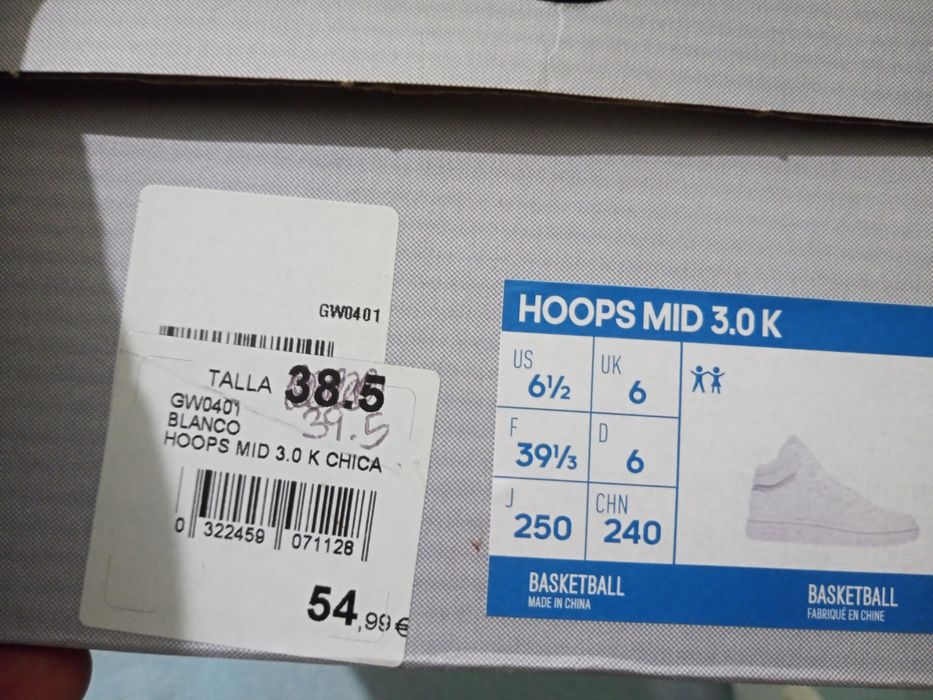 GW0401
TALLA 38.5
39.5
GW0401
BLANCO
HOOPS MID 3.0 K CHICA
0 322459 071128
54,99€
HOOPS MID 3.0 K
US 6½ UK 6
F 39⅓ D 6
J 250 CHN 240
BASKETBALL
MADE IN CHINA
BASKETBALL
FABRIQUÉ EN CHINE